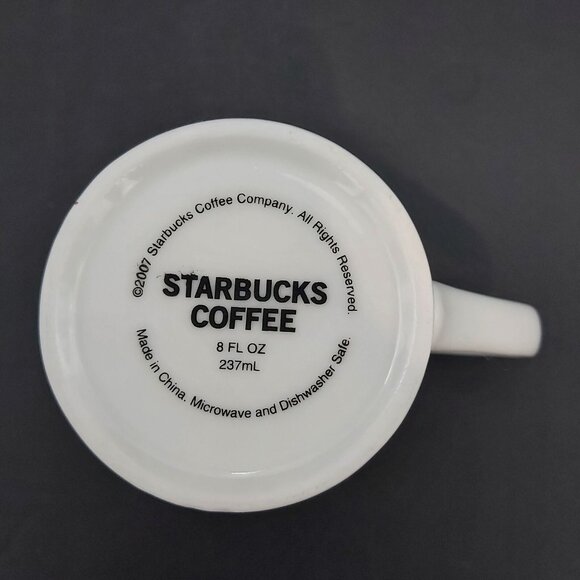 ©2007 Starbucks Coffee Company. All Rights Reserved.
STARBUCKS
COFFEE
8 FL OZ
237mL
Made in China. Microwave and Dishwasher Safe.